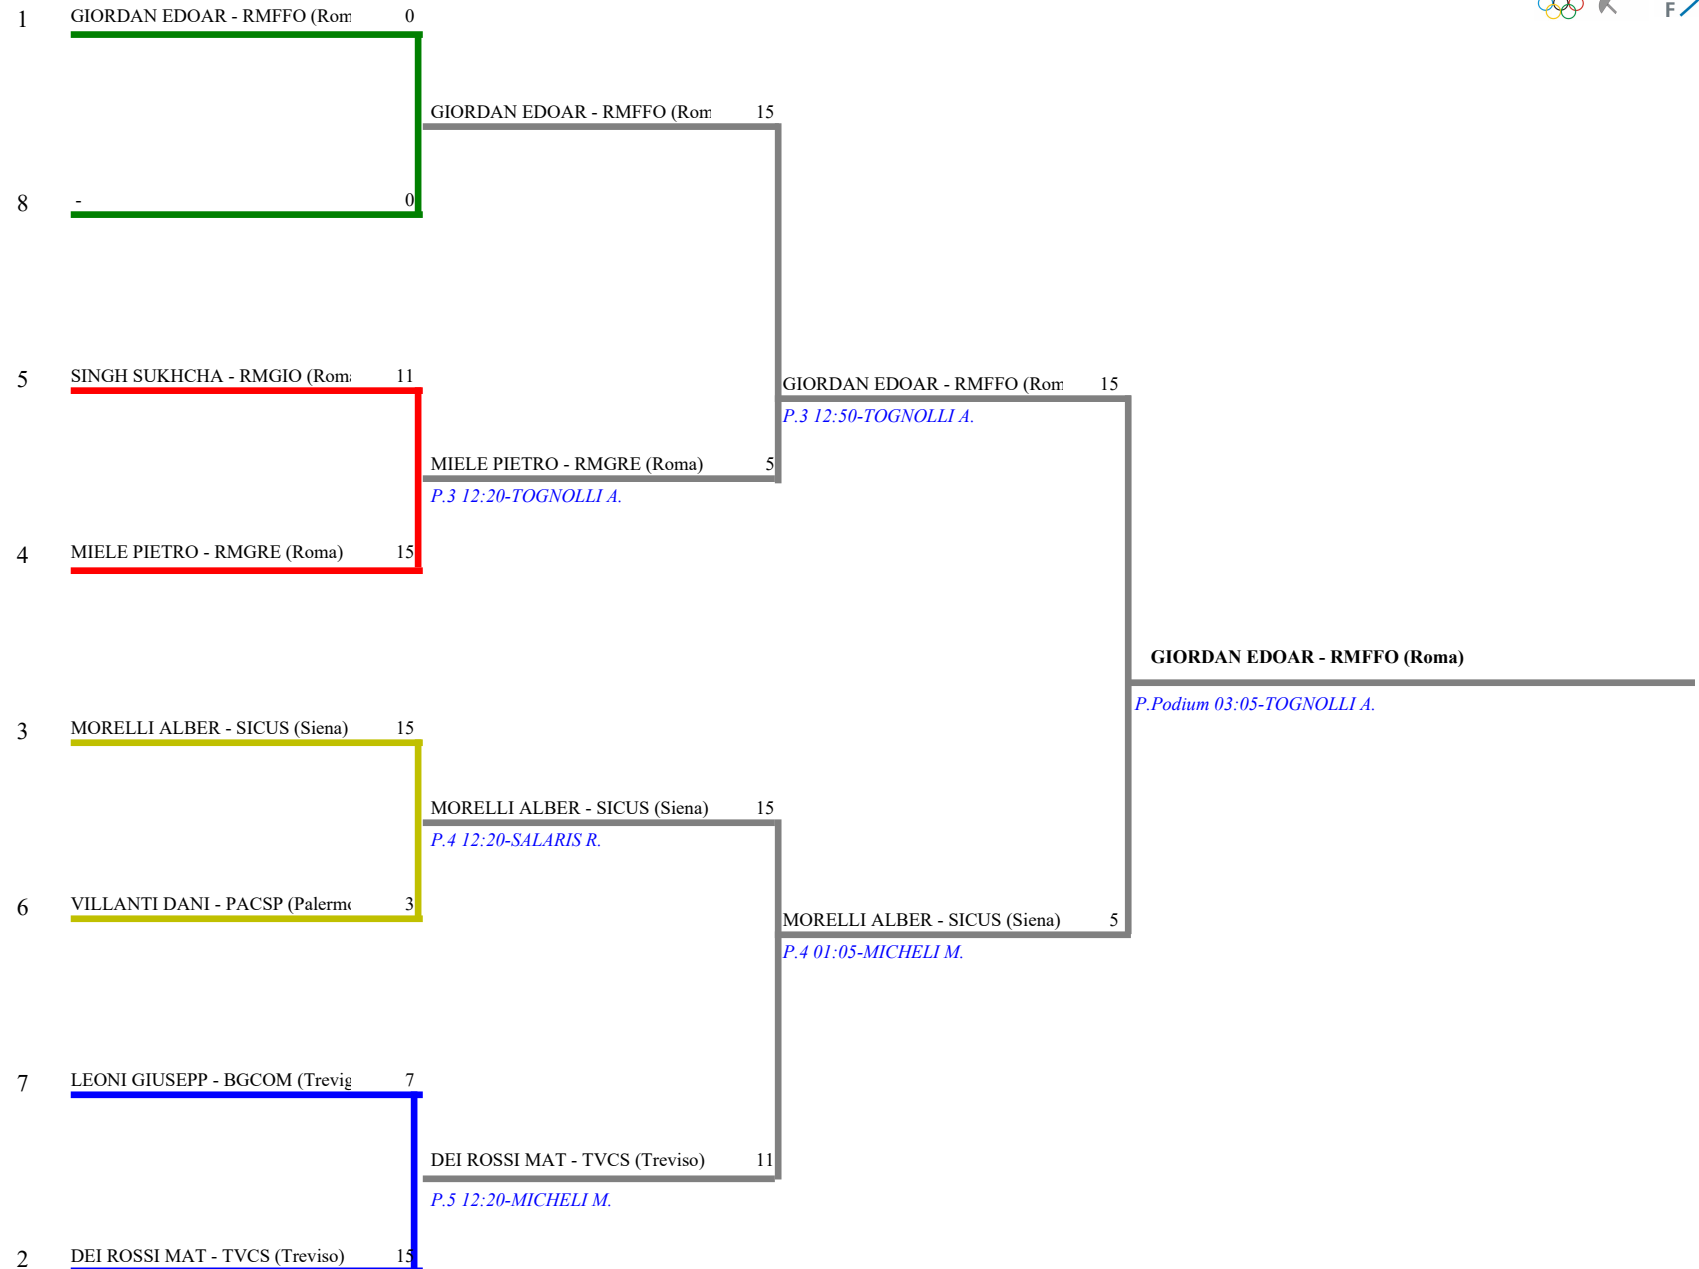 1 GIORDAN EDOAR - RMFFO (Rom 0
F
GIORDAN EDOAR - RMFFO (Rom 15
8 - 0
5 SINGH SUKHCHA - RMGIO (Roma 11
GIORDAN EDOAR - RMFFO (Rom 15
P.3 12:50-TOGNOLLI A.
MIELE PIETRO - RMGRE (Roma) 5
P.3 12:20-TOGNOLLI A.
4 MIELE PIETRO - RMGRE (Roma) 15
GIORDAN EDOAR - RMFFO (Roma)
P.Podium 03:05-TOGNOLLI A.
3 MORELLI ALBER - SICUS (Siena) 15
MORELLI ALBER - SICUS (Siena) 15
P.4 12:20-SALARIS R.
6 VILLANTI DANI - PACSP (Palermo 3
MORELLI ALBER - SICUS (Siena) 5
P.4 01:05-MICHELI M.
7 LEONI GIUSEPP - BGCOM (Trevig 7
DEI ROSSI MAT - TVCS (Treviso) 11
P.5 12:20-MICHELI M.
2 DEI ROSSI MAT - TVCS (Treviso) 15